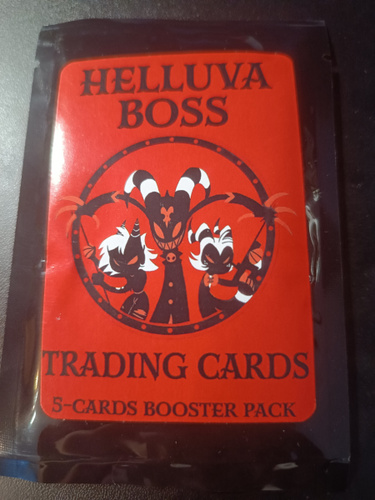 HELLUVA
BOSS
TRADING CARDS
5-CARDS BOOSTER PACK